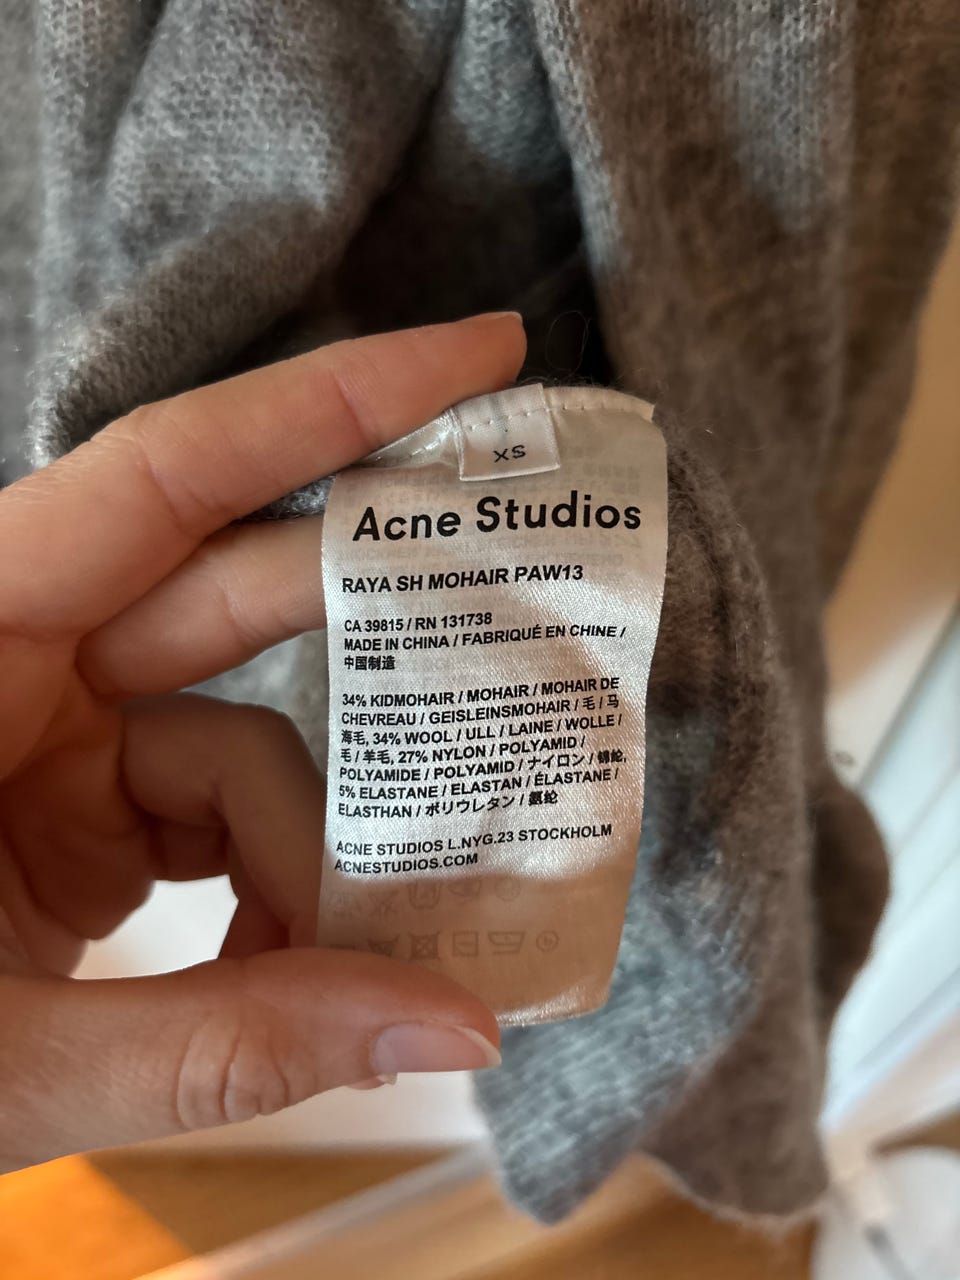 XS
Acne Studios
RAYA SH MOHAIR PAW13
CA 39815 / RN 131738
MADE IN CHINA / FABRIQUÉ EN CHINE /
中国制造
34% KIDMOHAIR / MOHAIR / MOHAIR DE
CHEVREAU / GEISLEINSMOHAIR / 毛 / 马
海毛, 34% WOOL / ULL / LAINE / WOLLE /
毛 / 羊毛, 27% NYLON / POLYAMID /
POLYAMIDE / POLYAMID / ナイロン / 锦纶,
5% ELASTANE / ELASTAN / ÉLASTANE /
ELASTHAN / ポリウレタン / 氨纶
ACNE STUDIOS L.NYG.23 STOCKHOLM
ACNESTUDIOS.COM